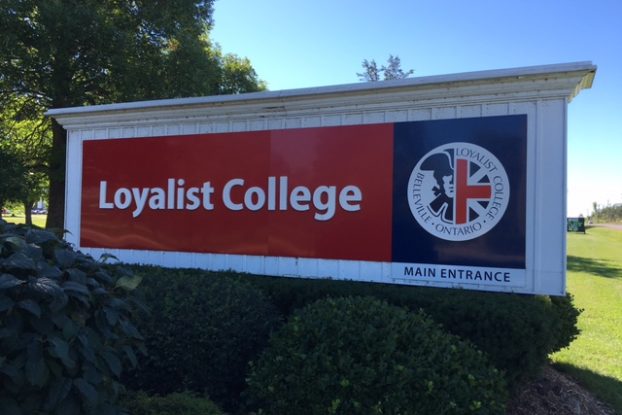 Loyalist College
LOYALIST COLLEGE
BELLEVILLE · ONTARIO
MAIN ENTRANCE